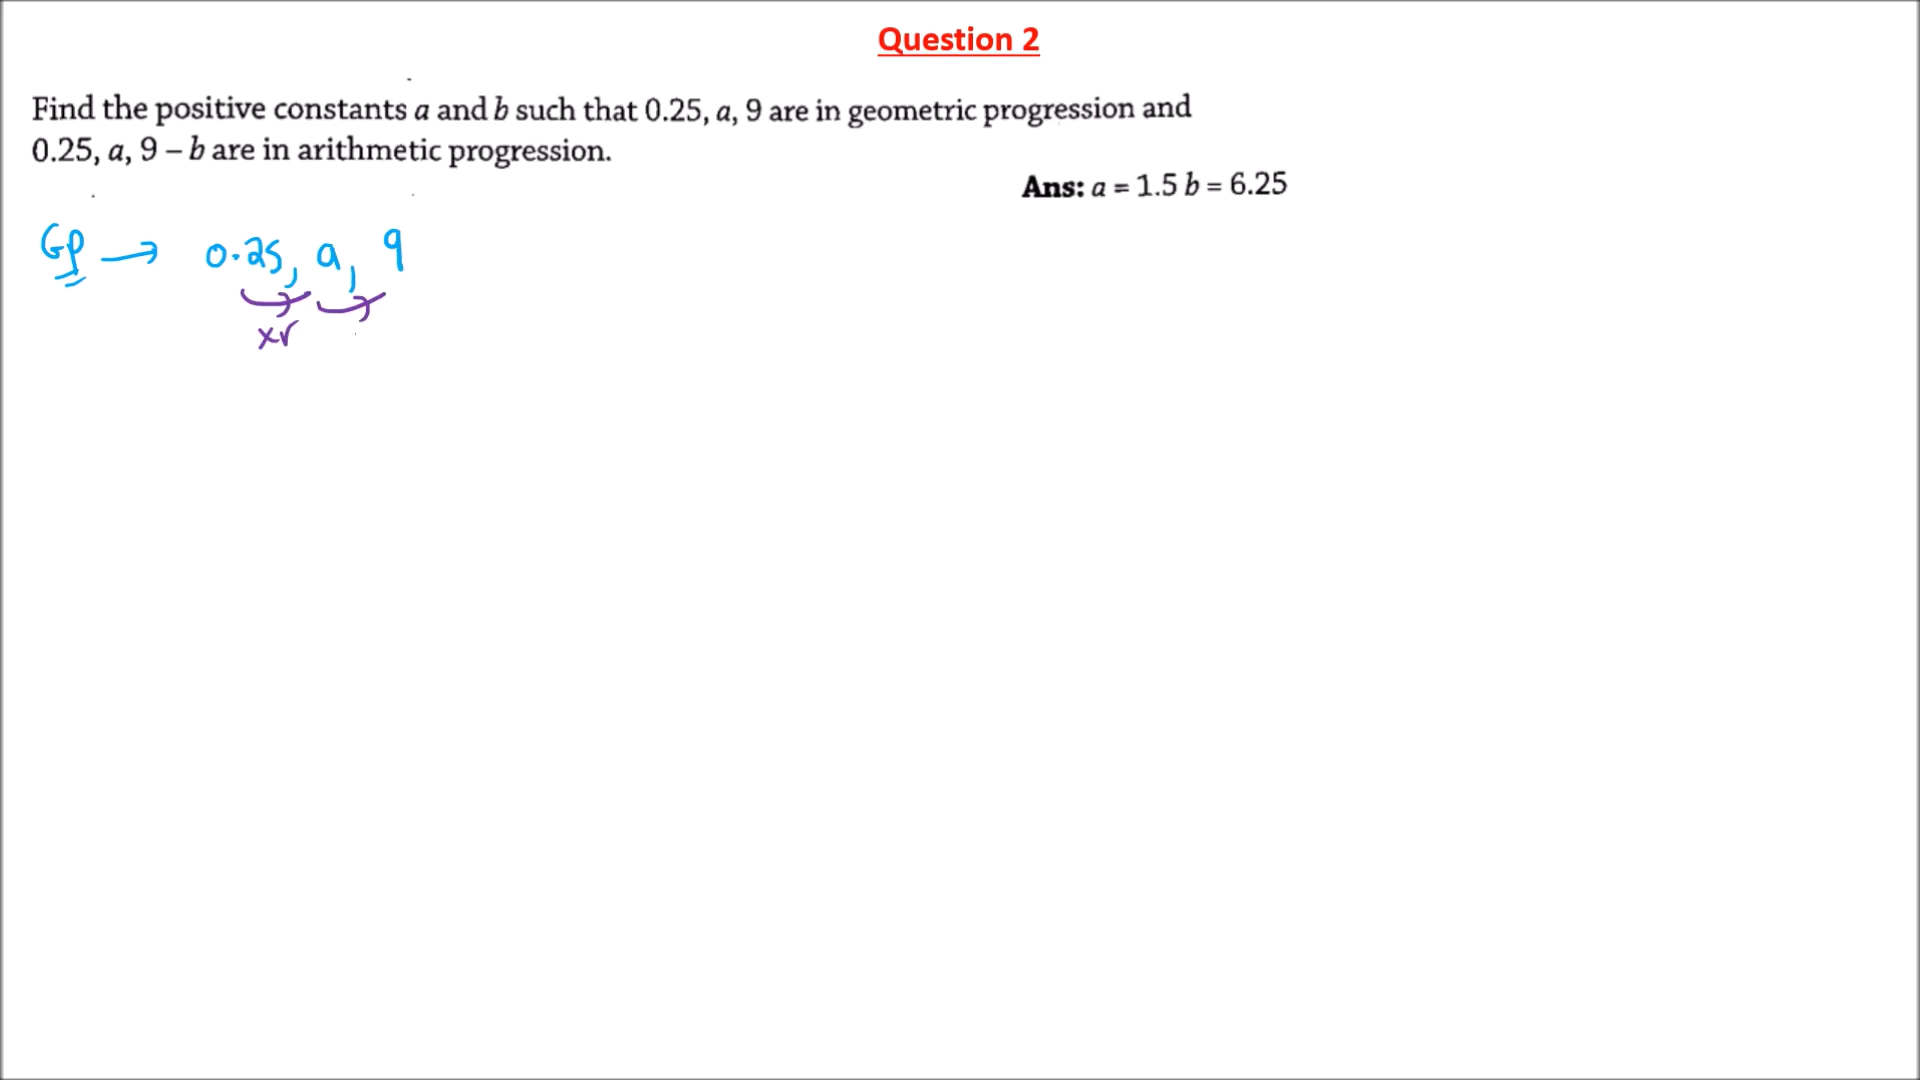 Question 2
Find the positive constants a and b such that 0.25, a, 9 are in geometric progression and
0.25, a, 9 – b are in arithmetic progression.
Ans: a = 1.5 b = 6.25
GP → 0.25, a, 9
xr